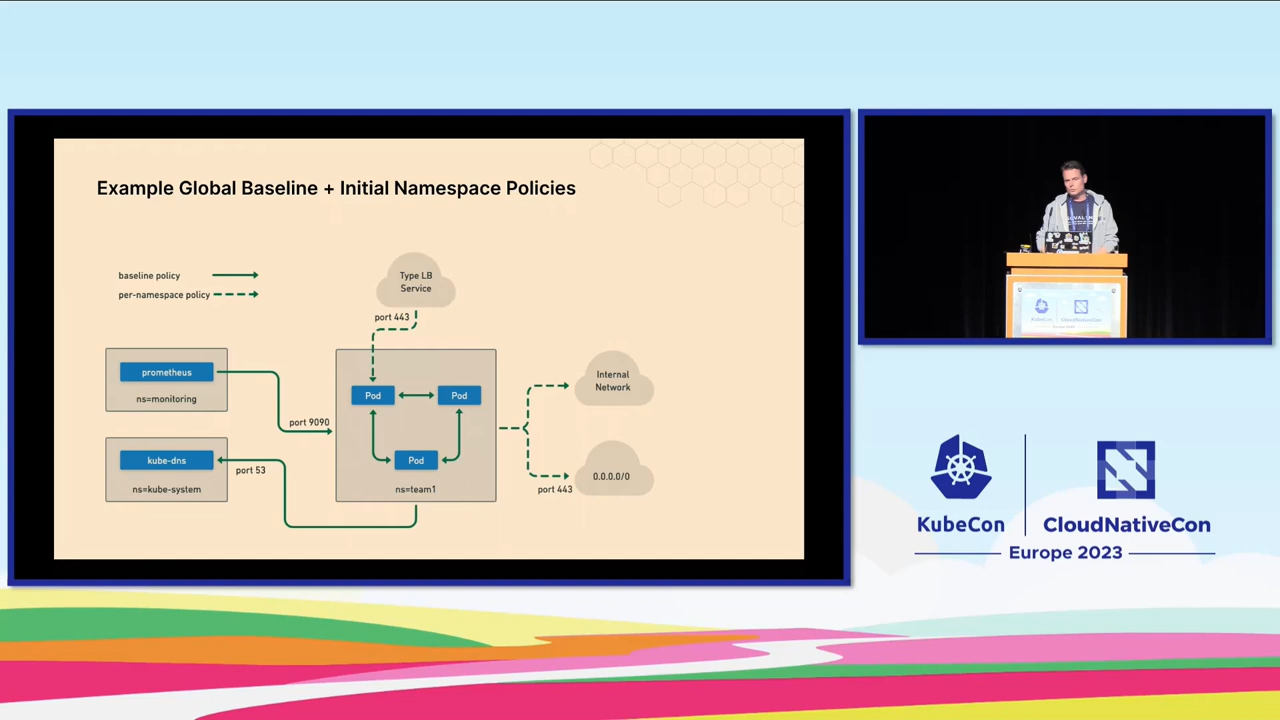 Example Global Baseline + Initial Namespace Policies
baseline policy
per-namespace policy
Type LB
Service
port 443
prometheus
ns=monitoring
port 9090
kube-dns
ns=kube-system
port 53
Pod
Pod
Pod
ns=team1
Internal
Network
0.0.0.0/0
port 443
KubeCon
CloudNativeCon
Europe 2023